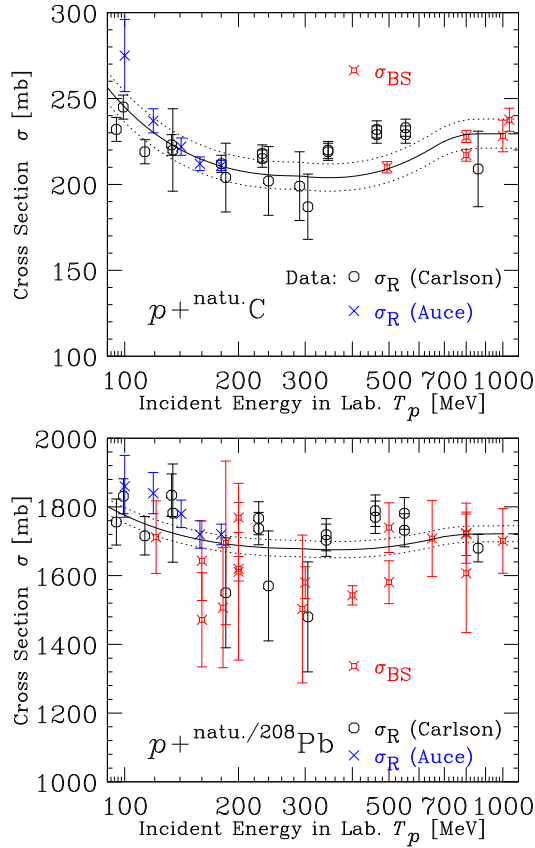 300
250
200
150
100
Cross Section σ [mb]
σBS
Data: σR (Carlson)
σR (Auce)
p+natu.C
100 200 300 500 700 1000
Incident Energy in Lab. Tp [MeV]
2000
1800
1600
1400
1200
1000
Cross Section σ [mb]
σBS
σR (Carlson)
σR (Auce)
p+natu./208Pb
100 200 300 500 700 1000
Incident Energy in Lab. Tp [MeV]